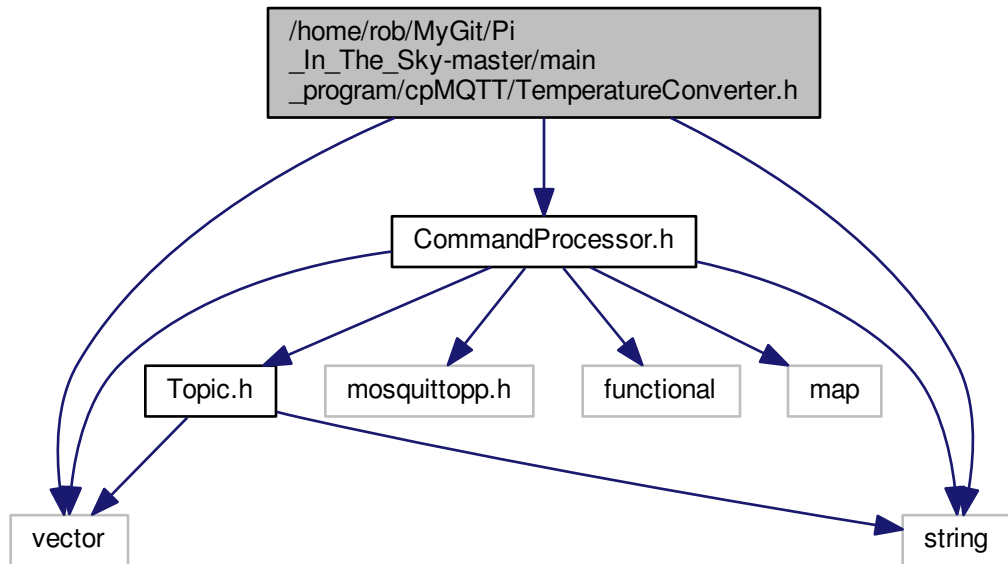 /home/rob/MyGit/Pi
_In_The_Sky-master/main
_program/cpMQTT/TemperatureConverter.h
CommandProcessor.h
Topic.h
mosquittopp.h
functional
map
vector
string